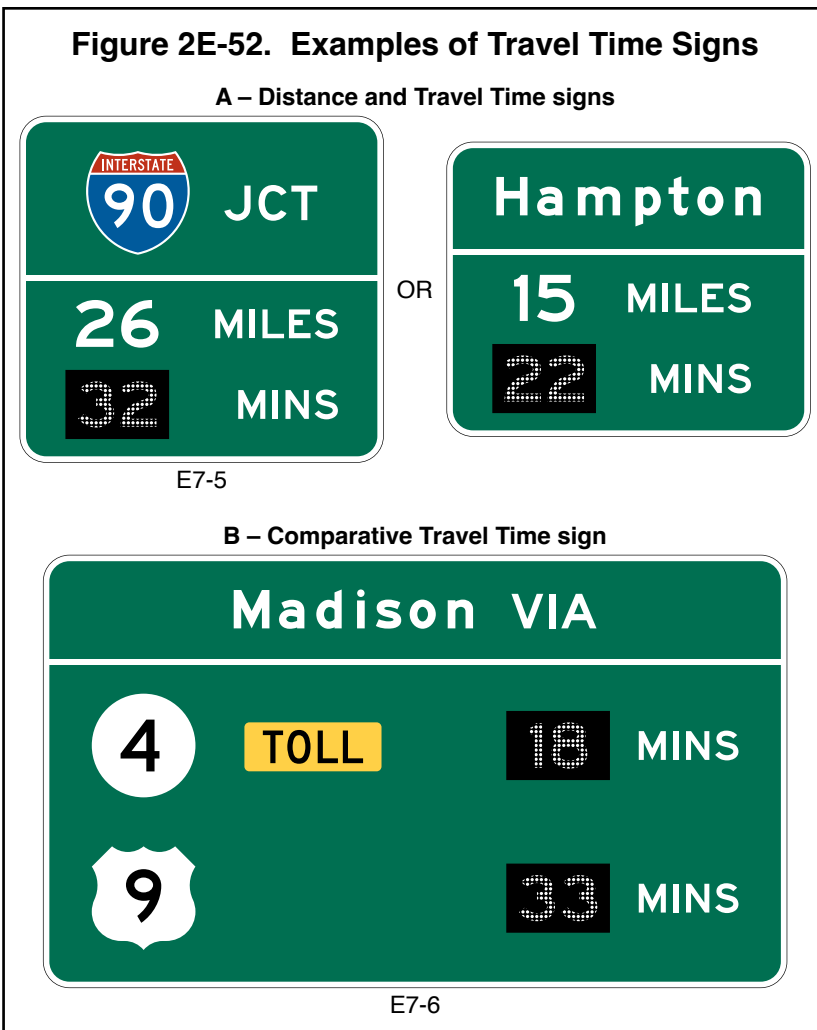 Figure 2E-52. Examples of Travel Time Signs
A – Distance and Travel Time signs
INTERSTATE
90 JCT
26 MILES
32 MINS
E7-5
OR
Hampton
15 MILES
22 MINS
B – Comparative Travel Time sign
Madison VIA
4 TOLL 18 MINS
9 33 MINS
E7-6